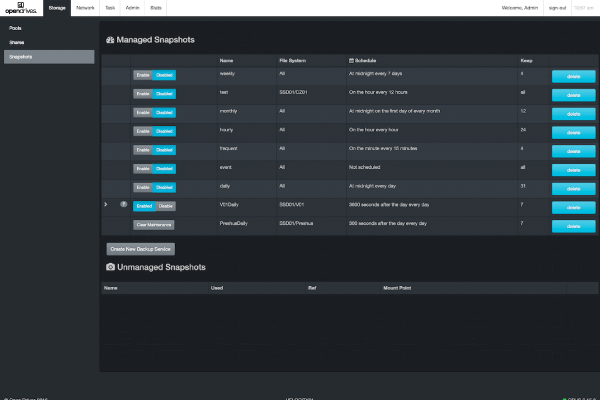 opendrives.
Storage Network Task Admin Stats Welcome, Admin sign out
Pools
Shares
Snapshots
Managed Snapshots
Name File System Schedule Keep
Enable Disabled weekly All At midnight every 7 days 4 delete
Enable Disabled test SSD01/CZ01 On the hour every 12 hours all delete
Enable Disabled monthly All At midnight on the first day of every month 12 delete
Enable Disabled hourly All On the hour every hour 24 delete
Enable Disabled frequent All On the minute every 15 minutes 4 delete
Enable Disabled event All Not scheduled all delete
Enable Disabled daily All At midnight every day 31 delete
Enabled Disable V01Daily SSD01/V01 3600 seconds after the day every day 7 delete
Clear Maintenance SSD01/Premius 300 seconds after the day every day 7 delete
Create New Backup Service
Unmanaged Snapshots
Name Used Ref Mount Point